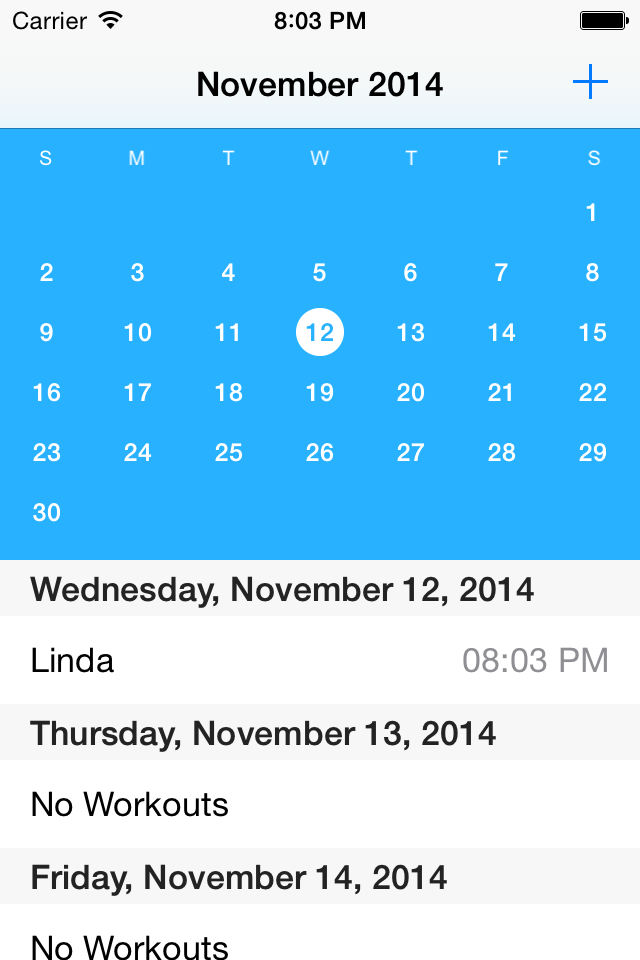 Carrier 8:03 PM
November 2014 +
S M T W T F S
1
2 3 4 5 6 7 8
9 10 11 12 13 14 15
16 17 18 19 20 21 22
23 24 25 26 27 28 29
30
Wednesday, November 12, 2014
Linda 08:03 PM
Thursday, November 13, 2014
No Workouts
Friday, November 14, 2014
No Workouts